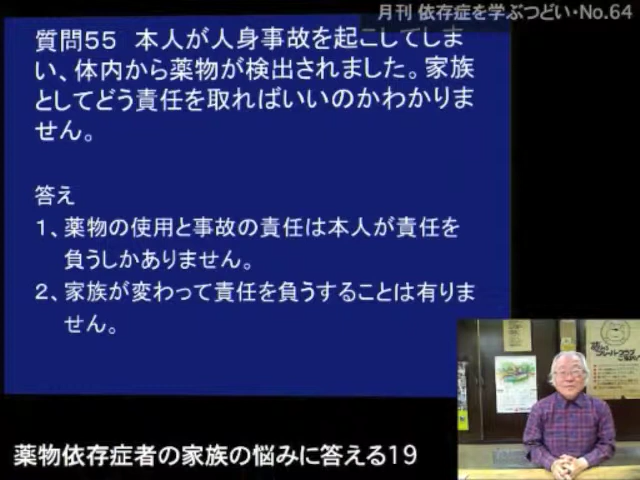 月刊 依存症を学ぶつどい・No.64
質問55 本人が人身事故を起こしてしま
い、体内から薬物が検出されました。家族
としてどう責任を取ればいいのかわかりま
せん。
答え
1、薬物の使用と事故の責任は本人が責任を
負うしかありません。
2、家族が変わって責任を負うすることは有りま
せん。
薬物依存症者の家族の悩みに答える19